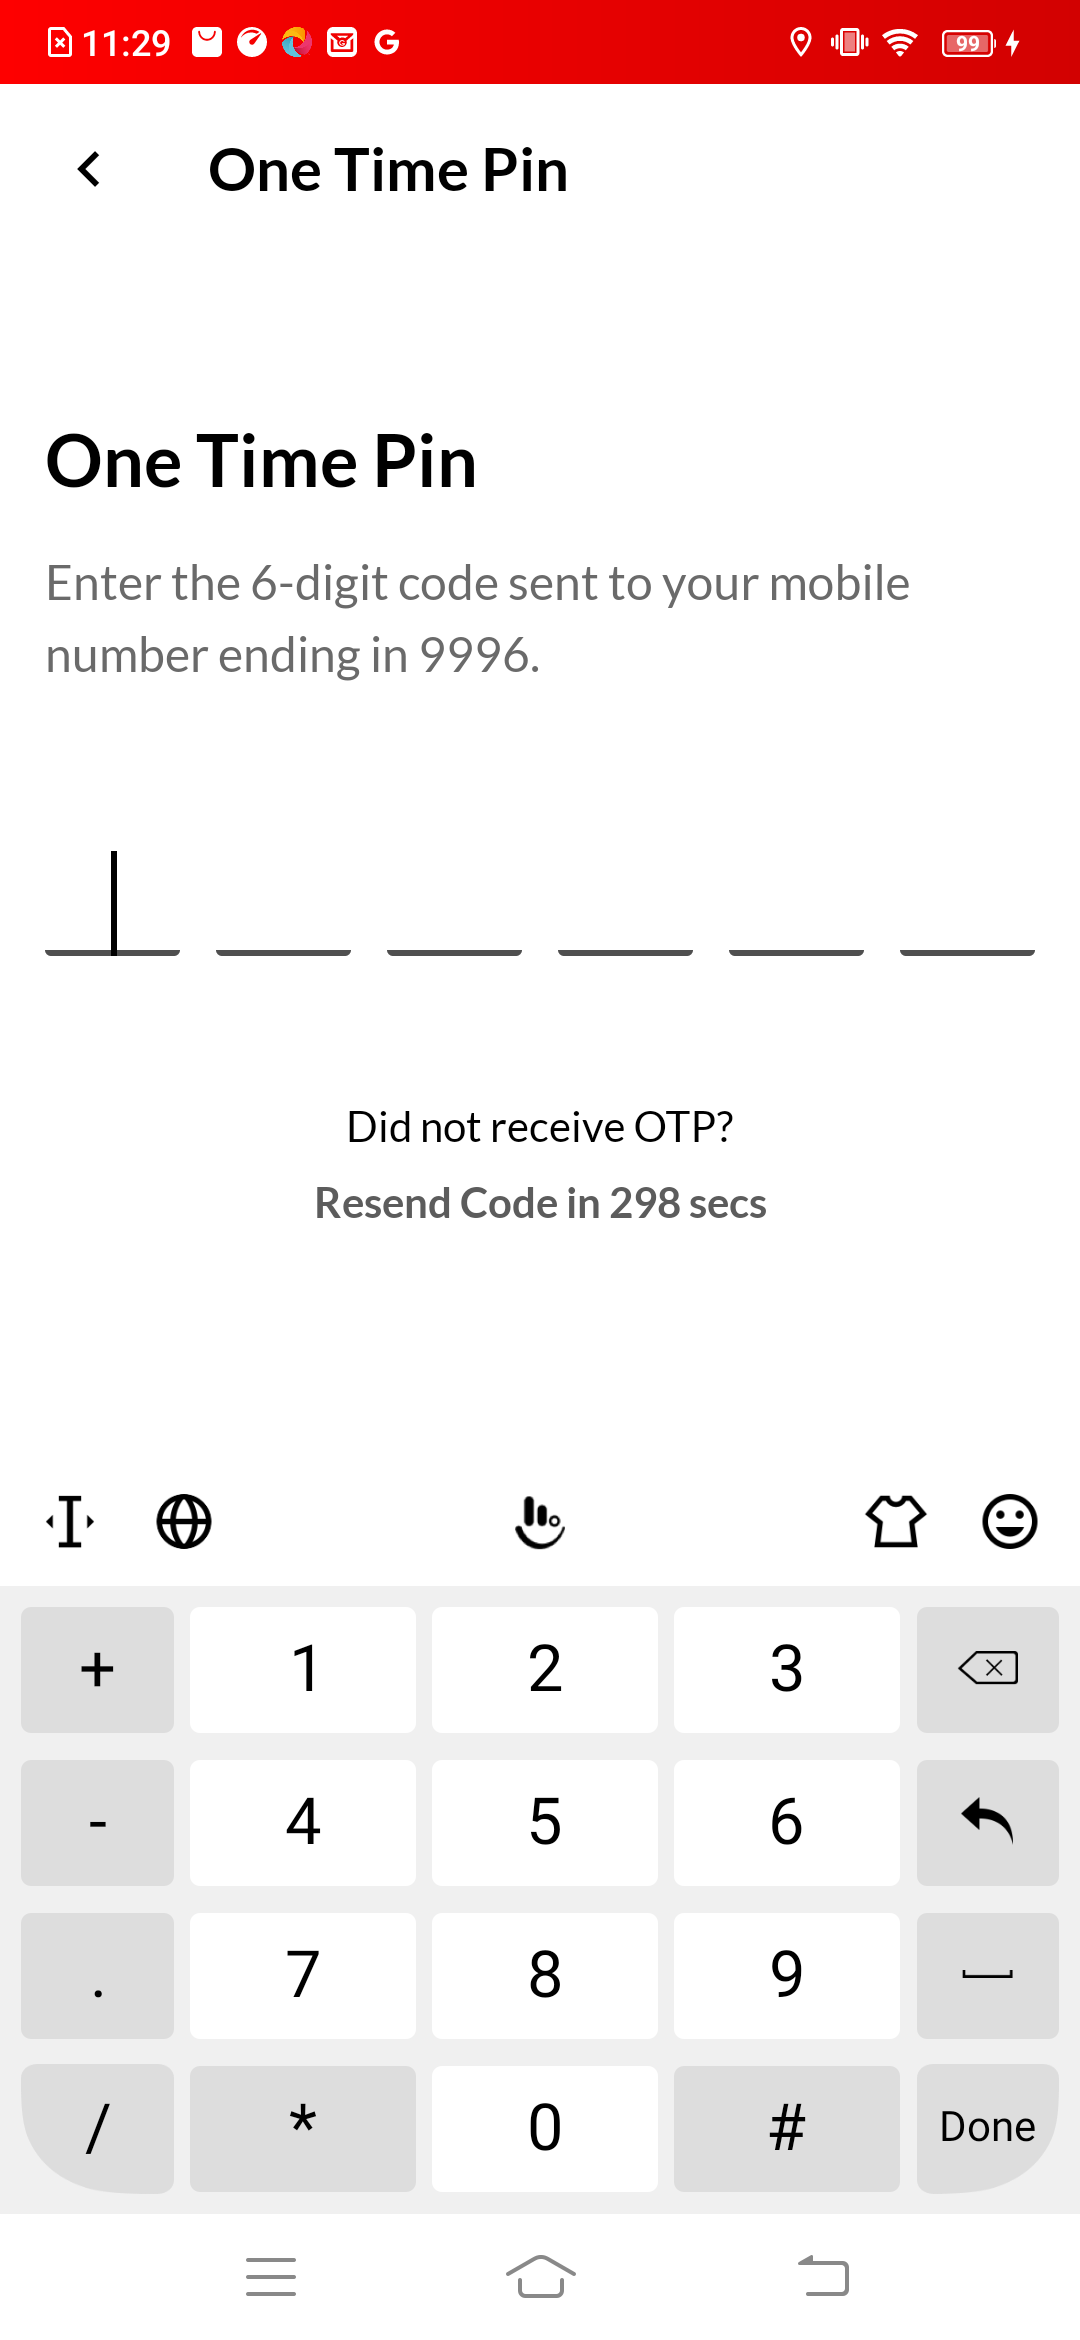 11:29
99
One Time Pin
One Time Pin
Enter the 6-digit code sent to your mobile
number ending in 9996.
Did not receive OTP?
Resend Code in 298 secs
+ 1 2 3
- 4 5 6
. 7 8 9
/ * 0 # Done